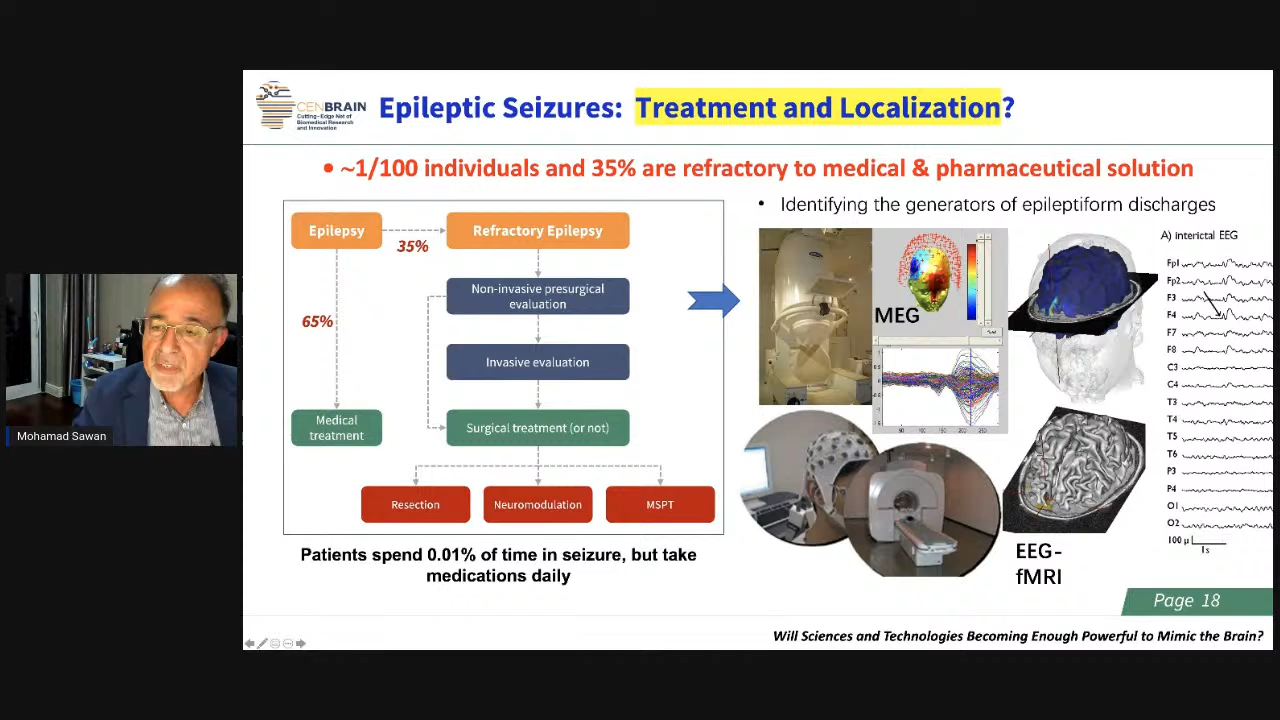 CENBRAIN
Cutting-Edge Net of
Biomedical Research
and Innovation
Epileptic Seizures: Treatment and Localization?
• ~1/100 individuals and 35% are refractory to medical & pharmaceutical solution
Epilepsy
35%
Refractory Epilepsy
65%
Non-invasive presurgical
evaluation
Invasive evaluation
Medical
treatment
Surgical treatment (or not)
Resection
Neuromodulation
MSPT
Patients spend 0.01% of time in seizure, but take
medications daily
• Identifying the generators of epileptiform discharges
MEG
A) interictal EEG
Fp1
Fp2
F3
F4
F7
F8
C3
C4
T3
T4
T5
T6
P3
P4
O1
O2
100 µ
1s
EEG-
fMRI
Page 18
Will Sciences and Technologies Becoming Enough Powerful to Mimic the Brain?
Mohamad Sawan